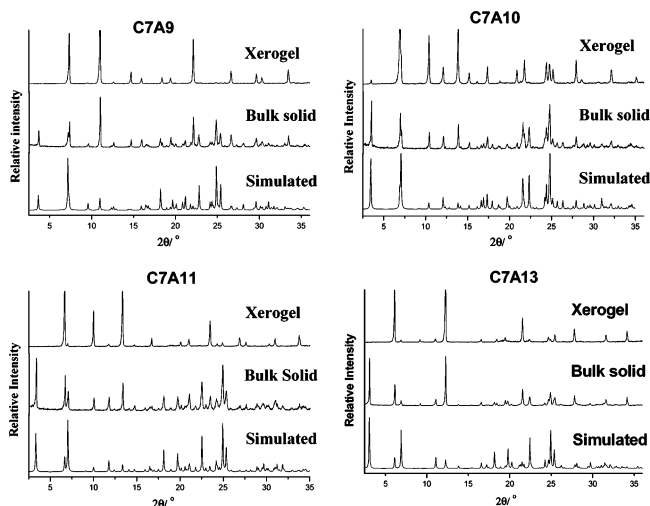 C7A9
Relative intensity
Xerogel
Bulk solid
Simulated
5 10 15 20 25 30 35
2θ/ °
C7A10
Relative intensity
Xerogel
Bulk solid
Simulated
5 10 15 20 25 30 35
2θ/ °
C7A11
Relative Intensity
Xerogel
Bulk Solid
Simulated
5 10 15 20 25 30 35
2θ/ °
C7A13
Relative Intensity
Xerogel
Bulk solid
Simulated
5 10 15 20 25 30 35
2θ/ °